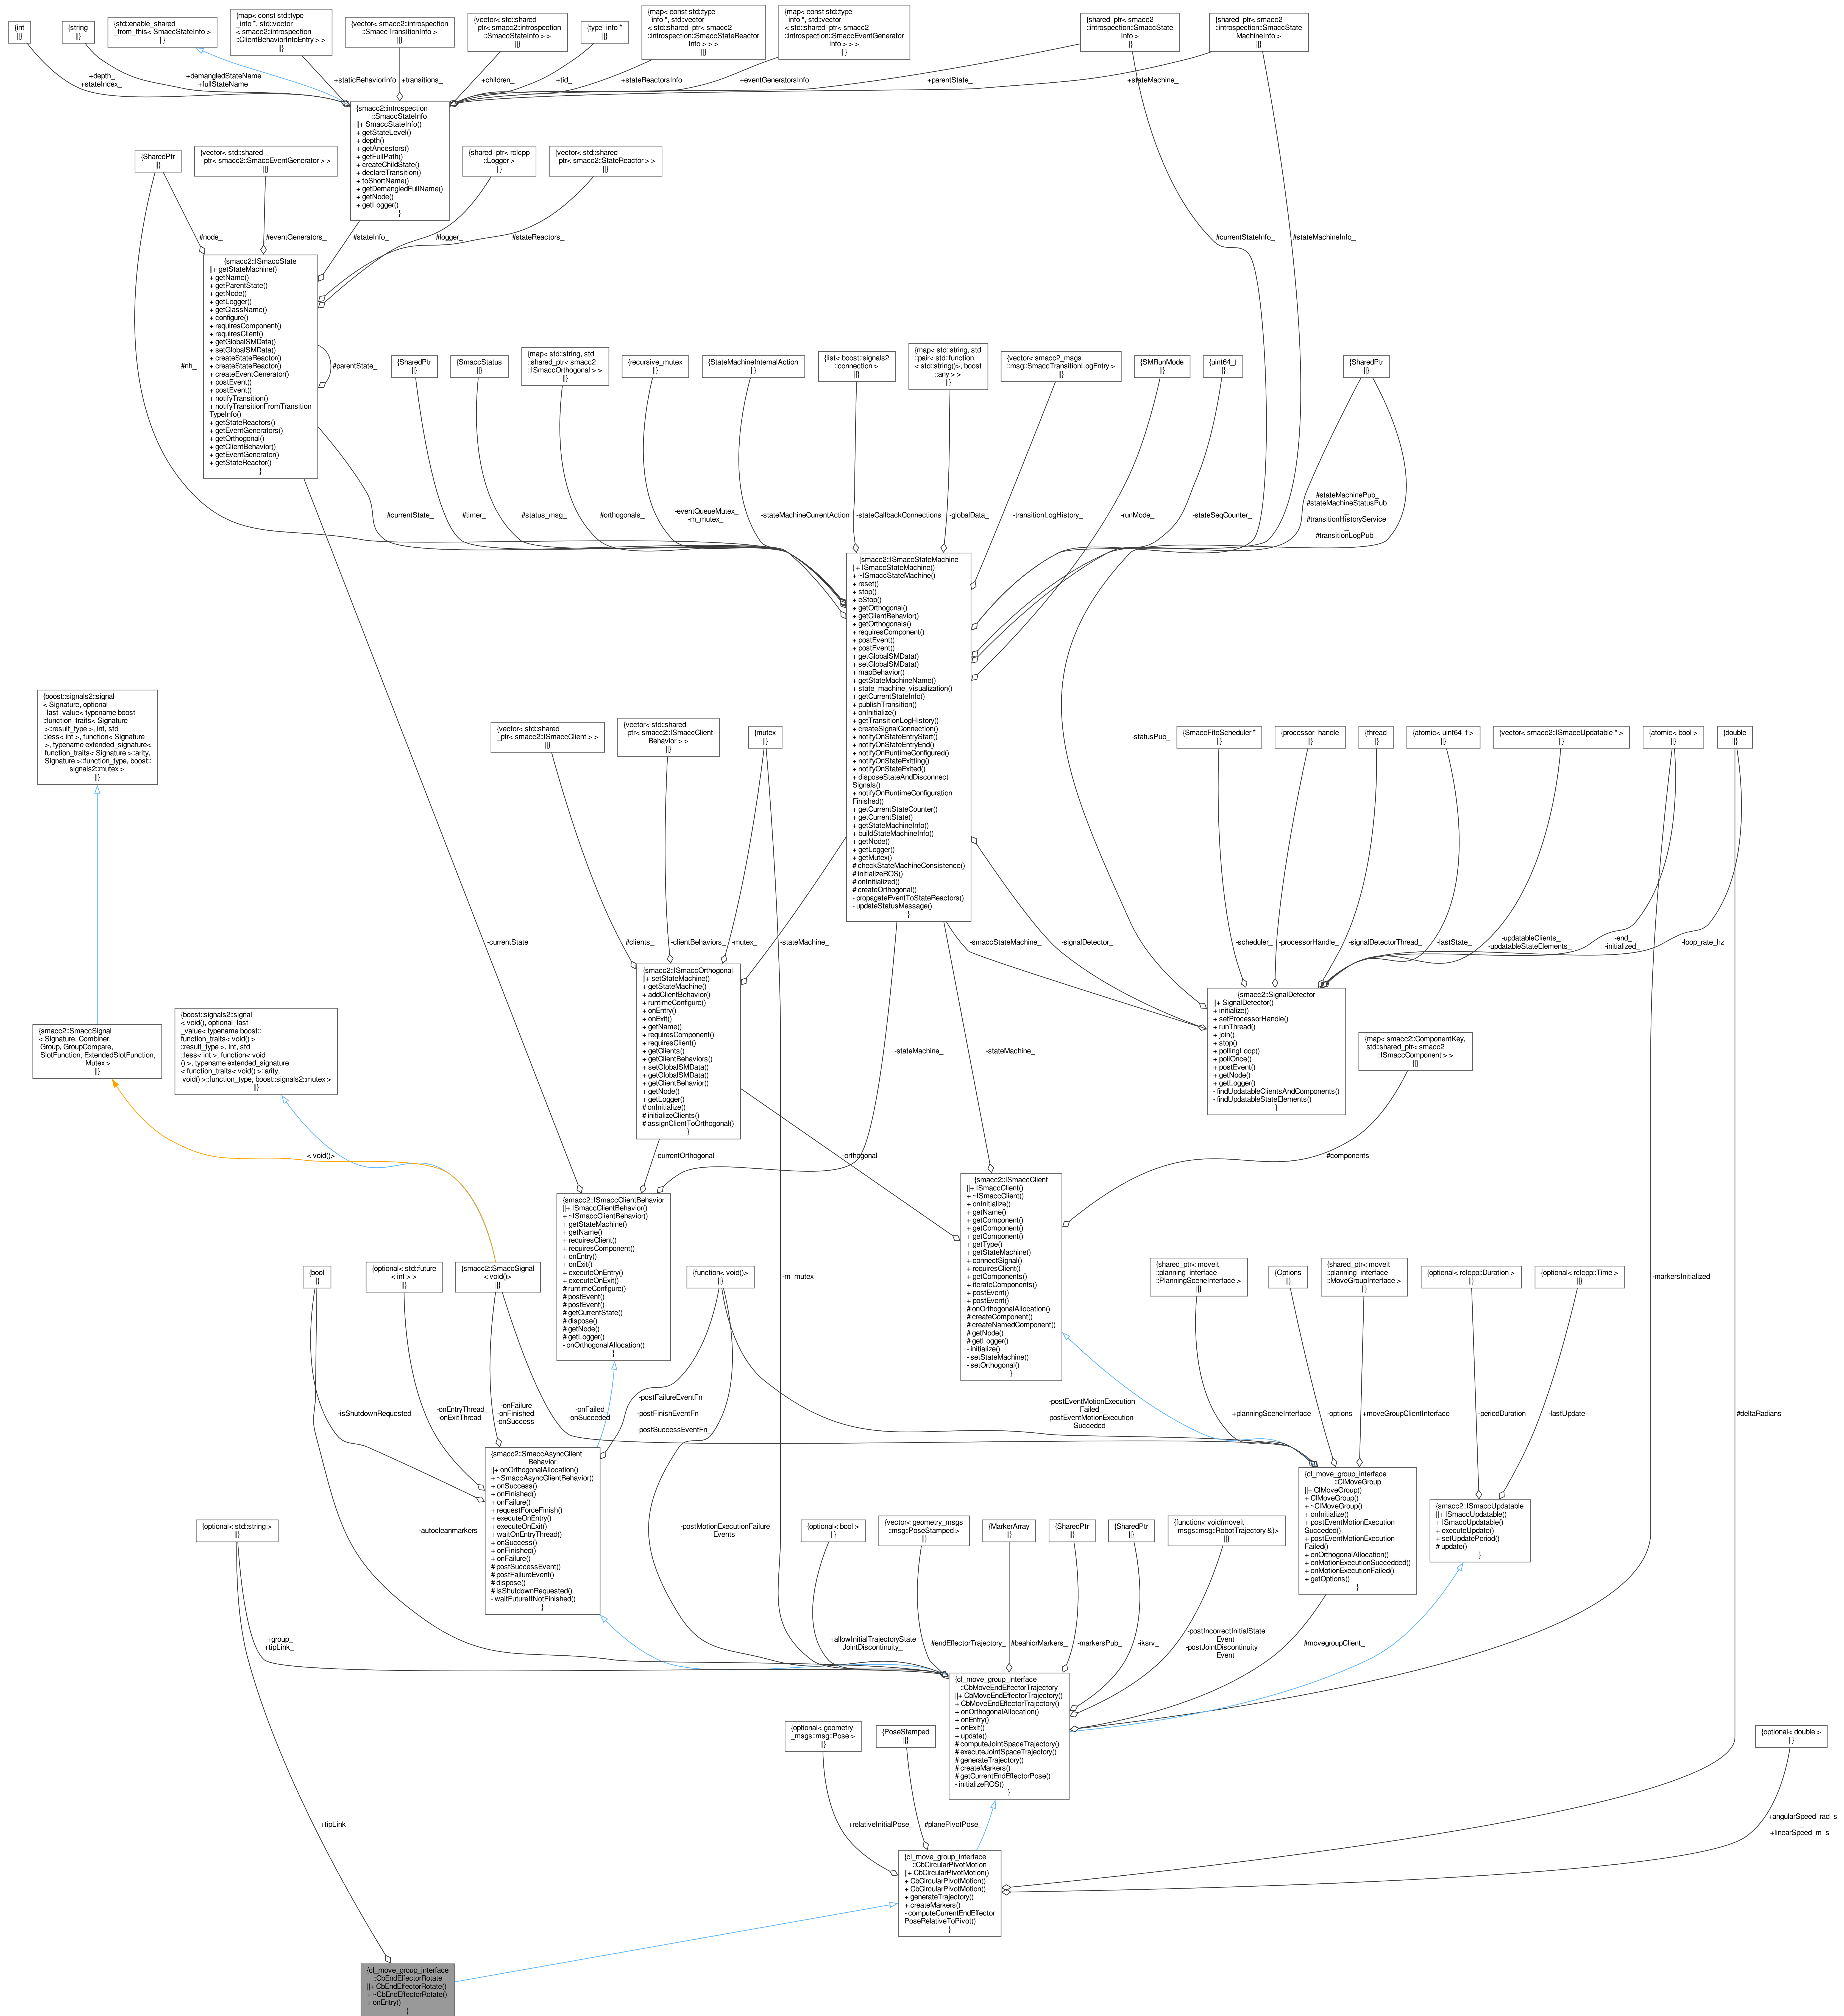 {int
||}
{string
||}
{std::enable_shared
_from_this< SmaccStateInfo >
||}
{map< const std::type
_info *, std::vector
< smacc2::introspection
::ClientBehaviorInfoEntry > >
||}
{vector< smacc2::introspection
::SmaccTransitionInfo >
||}
{vector< std::shared
_ptr< smacc2::introspection
::SmaccStateInfo > >
||}
{type_info *
||}
{map< const std::type
_info *, std::vector
< std::shared_ptr< smacc2
::introspection::SmaccStateReactor
Info > > >
||}
{map< const std::type
_info *, std::vector
< std::shared_ptr< smacc2
::introspection::SmaccEventGenerator
Info > > >
||}
{shared_ptr< smacc2
::introspection::SmaccState
Info >
||}
{shared_ptr< smacc2
::introspection::SmaccState
MachineInfo >
||}
+depth_
+stateIndex_
+demangledStateName
+fullStateName
+staticBehaviorInfo
+transitions_
+children_
+tid_
+stateReactorsInfo
+eventGeneratorsInfo
+parentState_
+stateMachine_
{smacc2::introspection
::SmaccStateInfo
||+ SmaccStateInfo()
+ getStateLevel()
+ depth()
+ getAncestors()
+ getFullPath()
+ createChildState()
+ declareTransition()
+ toShortName()
+ getDemangledFullName()
+ getNode()
+ getLogger()
}
{SharedPtr
||}
{vector< std::shared
_ptr< smacc2::SmaccEventGenerator > >
||}
{shared_ptr< rclcpp
::Logger >
||}
{vector< std::shared
_ptr< smacc2::StateReactor > >
||}
#node_
#eventGenerators_
#stateInfo_
#logger_
#stateReactors_
#currentStateInfo_
#stateMachineInfo_
{smacc2::ISmaccState
||+ getStateMachine()
+ getName()
+ getParentState()
+ getNode()
+ getLogger()
+ getClassName()
+ configure()
+ requiresComponent()
+ requiresClient()
+ getGlobalSMData()
+ setGlobalSMData()
+ createStateReactor()
+ createEventGenerator()
+ postEvent()
+ postEvent()
+ notifyTransition()
+ notifyTransitionFromTransition
TypeInfo()
+ getStateReactors()
+ getEventGenerators()
+ getOrthogonal()
+ getClientBehavior()
+ getEventGenerator()
+ getStateReactor()
}
#nh_
#parentState_
{SharedPtr
||}
{SmaccStatus
||}
{map< std::string, std
::shared_ptr< smacc2
::ISmaccOrthogonal > >
||}
{recursive_mutex
||}
{StateMachineInternalAction
||}
{list< boost::signals2
::connection >
||}
{map< std::string, std
::pair< std::function
< std::string()>, boost
::any > >
||}
{vector< smacc2_msgs
::msg::SmaccTransitionLogEntry >
||}
{SMRunMode
||}
{uint64_t
||}
{SharedPtr
||}
#currentState_
#timer_
#status_msg_
#orthogonals_
-eventQueueMutex_
-m_mutex_
-stateMachineCurrentAction
-stateCallbackConnections
-globalData_
-transitionLogHistory_
-runMode_
-stateSeqCounter_
#stateMachinePub_
#stateMachineStatusPub
_
#transitionHistoryService
_
#transitionLogPub_
{smacc2::ISmaccStateMachine
||+ ISmaccStateMachine()
+ ~ISmaccStateMachine()
+ reset()
+ stop()
+ eStop()
+ getOrthogonal()
+ getClientBehavior()
+ getOrthogonals()
+ requiresComponent()
+ postEvent()
+ postEvent()
+ getGlobalSMData()
+ setGlobalSMData()
+ mapBehavior()
+ getStateMachineName()
+ state_machine_visualization()
+ getCurrentStateInfo()
+ publishTransition()
+ onInitialize()
+ getTransitionLogHistory()
+ createSignalConnection()
+ notifyOnStateEntryStart()
+ notifyOnStateEntryEnd()
+ notifyOnRuntimeConfigured()
+ notifyOnStateExitting()
+ notifyOnStateExited()
+ disposeStateAndDisconnect
Signals()
+ notifyOnRuntimeConfiguration
Finished()
+ getCurrentStateCounter()
+ getCurrentState()
+ getStateMachineInfo()
+ buildStateMachineInfo()
+ getNode()
+ getLogger()
+ getMutex()
# checkStateMachineConsistence()
# initializeROS()
# onInitialized()
# createOrthogonal()
- propagateEventToStateReactors()
- updateStatusMessage()
}
{boost::signals2::signal
< Signature, optional
_last_value< typename boost
::function_traits< Signature
>::result_type >, int, std
::less< int >, function< Signature
>, typename extended_signature<
function_traits< Signature >::arity,
Signature >::function_type, boost::
signals2::mutex >
||}
{vector< std::shared
_ptr< smacc2::ISmaccClient > >
||}
{vector< std::shared
_ptr< smacc2::ISmaccClient
Behavior > >
||}
{mutex
||}
-statusPub_
{SmaccFifoScheduler *
||}
{processor_handle
||}
{thread
||}
{atomic< uint64_t >
||}
{vector< smacc2::ISmaccUpdatable * >
||}
{atomic< bool >
||}
{double
||}
-currentState
#clients_
-clientBehaviors_
-mutex_
-stateMachine_
-smaccStateMachine_
-signalDetector_
-scheduler_
-processorHandle_
-signalDetectorThread_
-lastState_
-updatableClients_
-updatableStateElements_
-end_
-initialized_
-loop_rate_hz
{smacc2::ISmaccOrthogonal
||+ setStateMachine()
+ getStateMachine()
+ addClientBehavior()
+ runtimeConfigure()
+ onEntry()
+ onExit()
+ getName()
+ requiresComponent()
+ requiresClient()
+ getClients()
+ getClientBehaviors()
+ setGlobalSMData()
+ getGlobalSMData()
+ getClientBehavior()
+ getNode()
+ getLogger()
# onInitialize()
# initializeClients()
# assignClientToOrthogonal()
}
{smacc2::SignalDetector
||+ SignalDetector()
+ initialize()
+ setProcessorHandle()
+ runThread()
+ join()
+ stop()
+ pollingLoop()
+ pollOnce()
+ postEvent()
+ getNode()
+ getLogger()
- findUpdatableClientsAndComponents()
- findUpdatableStateElements()
}
{smacc2::SmaccSignal
< Signature, Combiner,
Group, GroupCompare,
SlotFunction, ExtendedSlotFunction,
Mutex >
||}
{boost::signals2::signal
< void(), optional_last
_value< typename boost::
function_traits< void() >
::result_type >, int, std
::less< int >, function< void
() >, typename extended_signature
< function_traits< void() >::arity,
void() >::function_type, boost::signals2::mutex >
||}
-stateMachine_
-stateMachine_
{map< smacc2::ComponentKey,
std::shared_ptr< smacc2
::ISmaccComponent > >
||}
< void()>
-currentOrthogonal
-orthogonal_
#components_
{smacc2::ISmaccClientBehavior
||+ ISmaccClientBehavior()
+ ~ISmaccClientBehavior()
+ getStateMachine()
+ getName()
+ requiresClient()
+ requiresComponent()
+ onEntry()
+ onExit()
+ executeOnEntry()
+ executeOnExit()
# runtimeConfigure()
# postEvent()
# postEvent()
# getCurrentState()
# dispose()
# getNode()
# getLogger()
- onOrthogonalAllocation()
}
{smacc2::ISmaccClient
||+ ISmaccClient()
+ ~ISmaccClient()
+ onInitialize()
+ getName()
+ getComponent()
+ getComponent()
+ getComponent()
+ getType()
+ getStateMachine()
+ connectSignal()
+ requiresClient()
+ getComponents()
+ iterateComponents()
+ postEvent()
+ postEvent()
# onOrthogonalAllocation()
# createComponent()
# createNamedComponent()
# getNode()
# getLogger()
- initialize()
- setStateMachine()
- setOrthogonal()
}
{bool
||}
{optional< std::future
< int > >
||}
{smacc2::SmaccSignal
< void()>
||}
{function< void()>
||}
-m_mutex_
{shared_ptr< moveit
::planning_interface
::PlanningSceneInterface >
||}
{Options
||}
{shared_ptr< moveit
::planning_interface
::MoveGroupInterface >
||}
{optional< rclcpp::Duration >
||}
{optional< rclcpp::Time >
||}
-markersInitialized_
-isShutdownRequested_
-onEntryThread_
-onExitThread_
-onFailure_
-onFinished_
-onSuccess_
-onFailed_
-onSucceded_
-postFailureEventFn
_
-postFinishEventFn
_
-postSuccessEventFn_
-postEventMotionExecution
Failed_
-postEventMotionExecution
Succeded_
+planningSceneInterface
-options_
+moveGroupClientInterface
-periodDuration_
-lastUpdate_
#deltaRadians_
{smacc2::SmaccAsyncClient
Behavior
||+ onOrthogonalAllocation()
+ ~SmaccAsyncClientBehavior()
+ onSuccess()
+ onFinished()
+ onFailure()
+ requestForceFinish()
+ executeOnEntry()
+ executeOnExit()
+ waitOnEntryThread()
+ onSuccess()
+ onFinished()
+ onFailure()
# postSuccessEvent()
# postFailureEvent()
# dispose()
# isShutdownRequested()
- waitFutureIfNotFinished()
}
{cl_move_group_interface
::ClMoveGroup
||+ ClMoveGroup()
+ ClMoveGroup()
+ ~ClMoveGroup()
+ onInitialize()
+ postEventMotionExecution
Succeded()
+ postEventMotionExecution
Failed()
+ onOrthogonalAllocation()
+ onMotionExecutionSuccedded()
+ onMotionExecutionFailed()
+ getOptions()
}
{smacc2::ISmaccUpdatable
||+ ISmaccUpdatable()
+ ISmaccUpdatable()
+ executeUpdate()
+ setUpdatePeriod()
# update()
}
{optional< std::string >
||}
-autocleanmarkers
-postMotionExecutionFailure
Events
{optional< bool >
||}
{vector< geometry_msgs
::msg::PoseStamped >
||}
{MarkerArray
||}
{SharedPtr
||}
{SharedPtr
||}
{function< void(moveit
_msgs::msg::RobotTrajectory &)>
||}
+group_
+tipLink_
+allowInitialTrajectoryState
JointDiscontinuity_
#endEffectorTrajectory_
#beahiorMarkers_
-markersPub_
-iksrv_
-postIncorrectInitialState
Event
-postJointDiscontinuity
Event
#movegroupClient_
{cl_move_group_interface
::CbMoveEndEffectorTrajectory
||+ CbMoveEndEffectorTrajectory()
+ CbMoveEndEffectorTrajectory()
+ onOrthogonalAllocation()
+ onEntry()
+ onExit()
+ update()
# computeJointSpaceTrajectory()
# executeJointSpaceTrajectory()
# generateTrajectory()
# createMarkers()
# getCurrentEndEffectorPose()
- initializeROS()
}
{optional< geometry
_msgs::msg::Pose >
||}
{PoseStamped
||}
{optional< double >
||}
+tipLink
+relativeInitialPose_
#planePivotPose_
+angularSpeed_rad_s
_
+linearSpeed_m_s_
{cl_move_group_interface
::CbCircularPivotMotion
||+ CbCircularPivotMotion()
+ CbCircularPivotMotion()
+ CbCircularPivotMotion()
+ generateTrajectory()
+ createMarkers()
- computeCurrentEndEffector
PoseRelativeToPivot()
}
{cl_move_group_interface
::CbEndEffectorRotate
||+ CbEndEffectorRotate()
+ ~CbEndEffectorRotate()
+ onEntry()
}